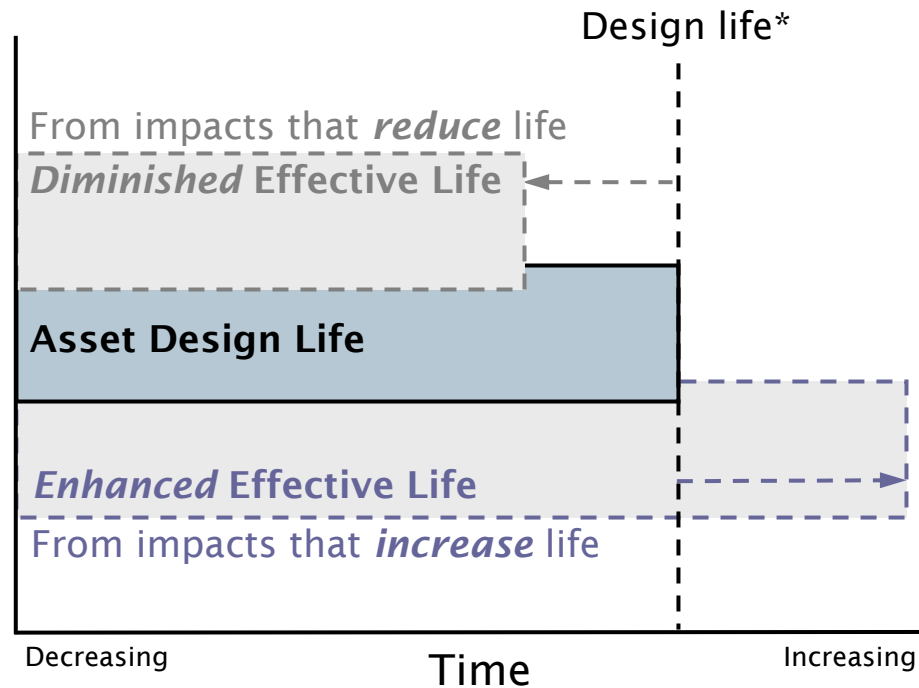 Design life*
From impacts that reduce life
Diminished Effective Life
Asset Design Life
Enhanced Effective Life
From impacts that increase life
Decreasing
Time
Increasing